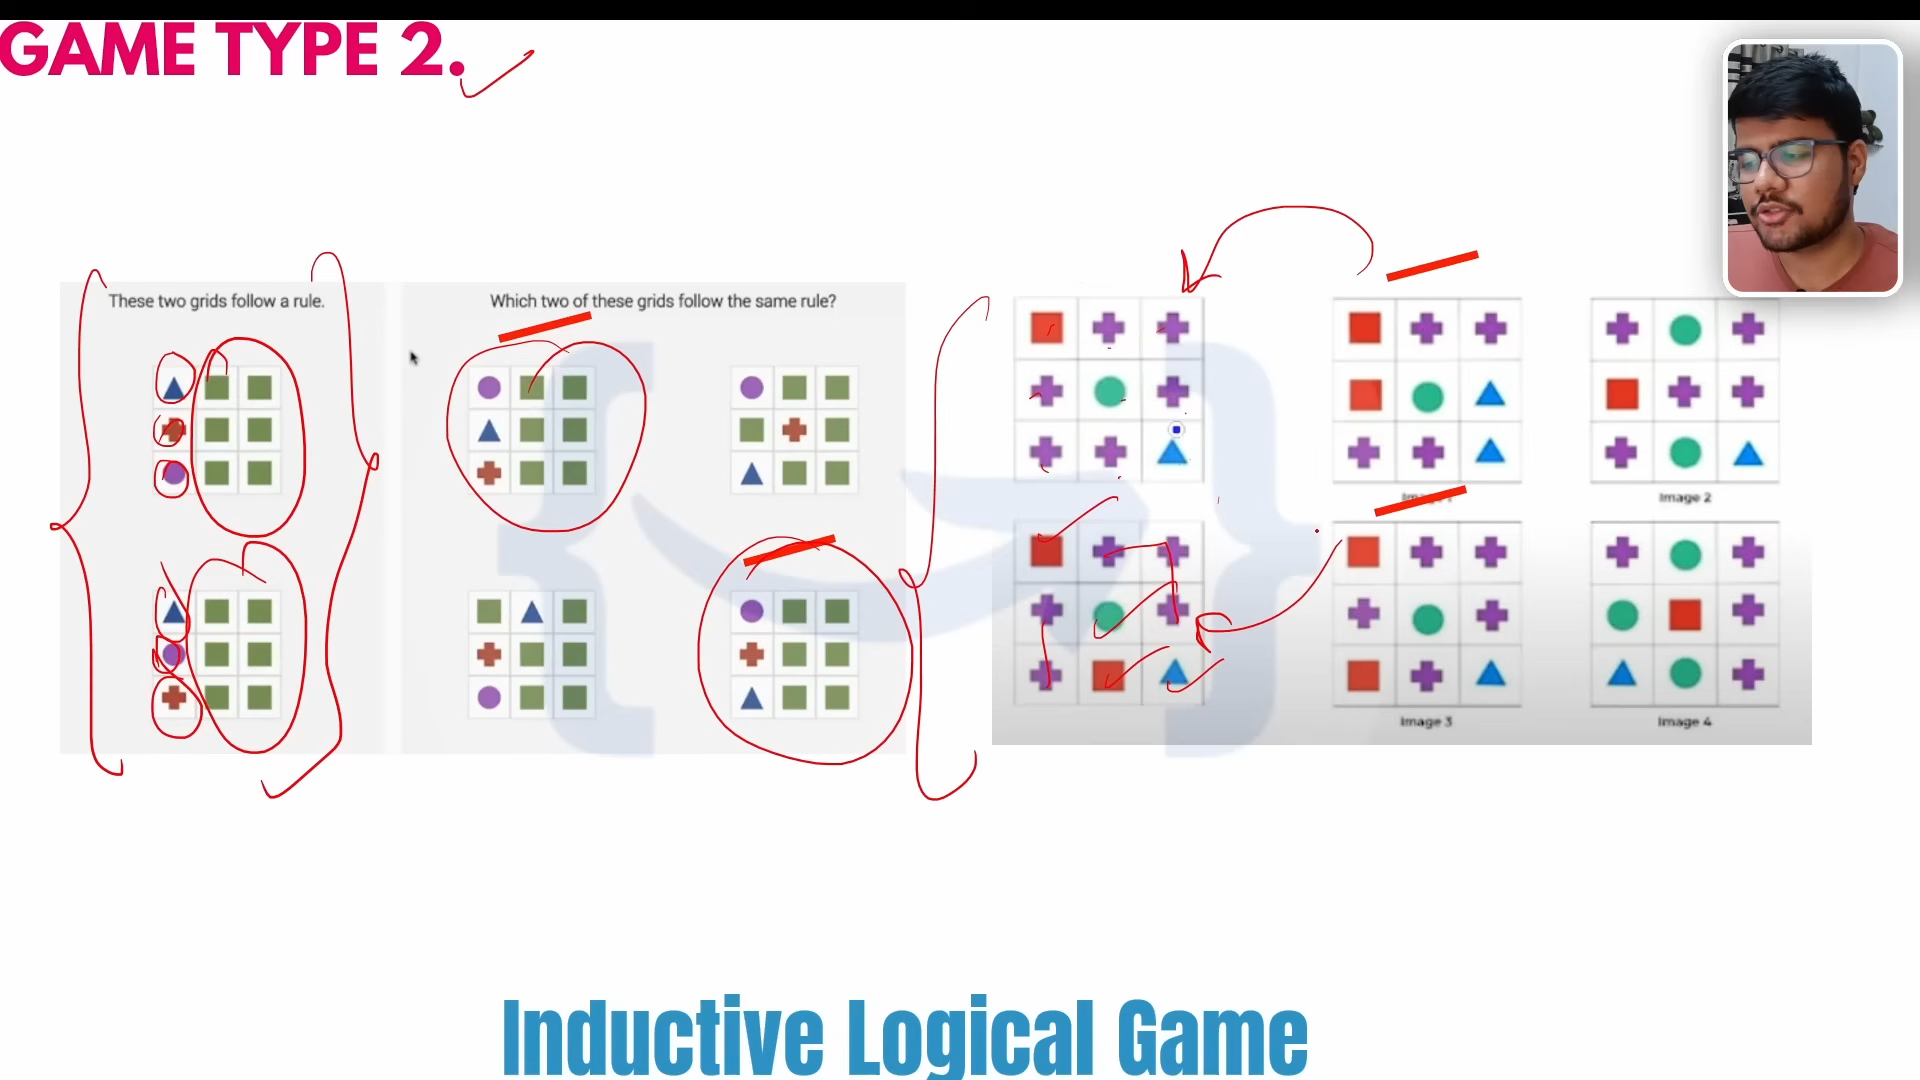 GAME TYPE 2.
These two grids follow a rule.
Which two of these grids follow the same rule?
Image 2
Image 3
Image 4
Inductive Logical Game